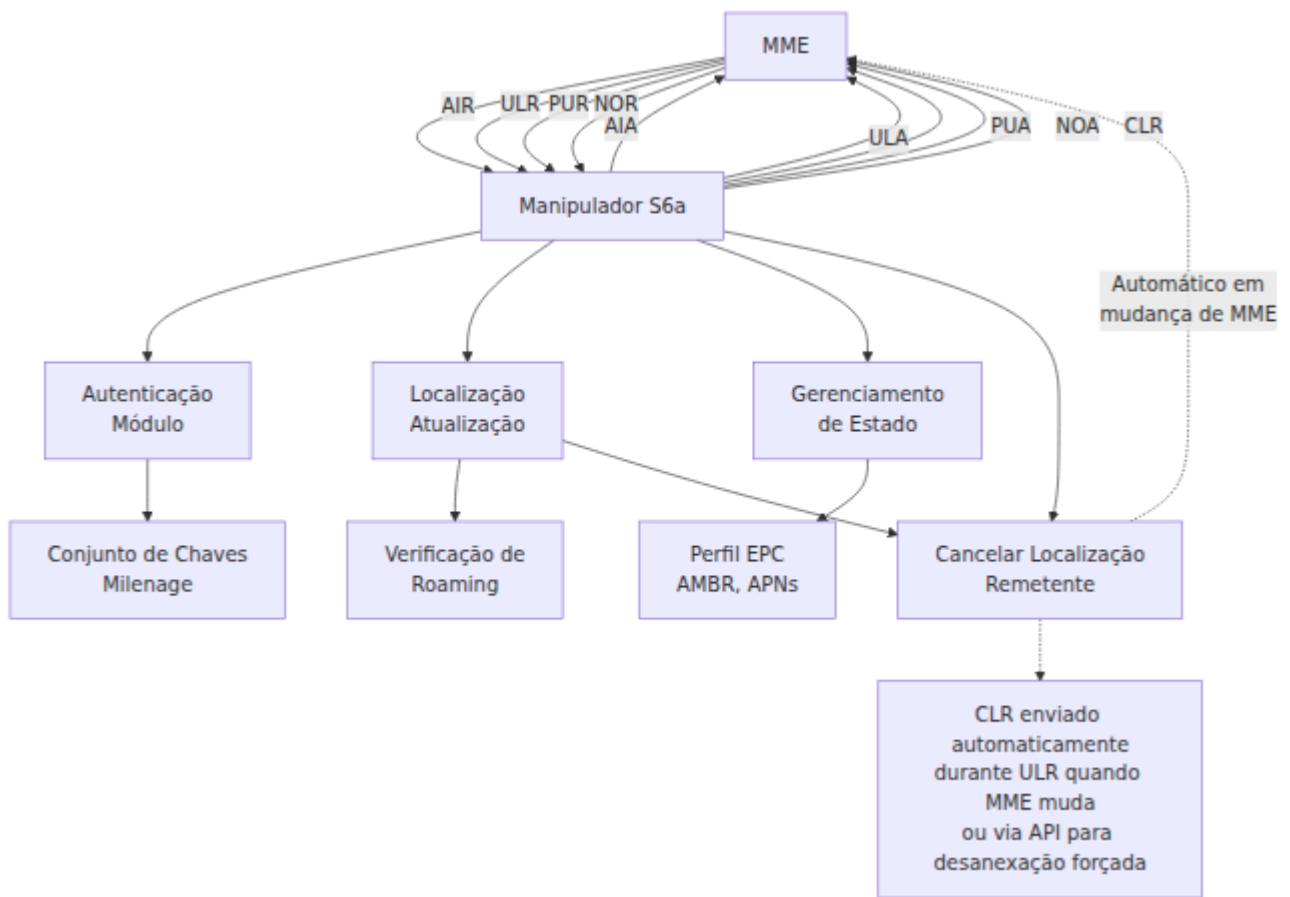 MME
AIR
ULR
PUR
NOR
AIA
ULA
PUA
NOA
CLR
Manipulador S6a
Automático em
mudança de MME
Autenticação
Módulo
Localização
Atualização
Gerenciamento
de Estado
Conjunto de Chaves
Milenage
Verificação de
Roaming
Perfil EPC
AMBR, APNs
Cancelar Localização
Remetente
CLR enviado
automaticamente
durante ULR quando
MME muda
ou via API para
desanexação forçada